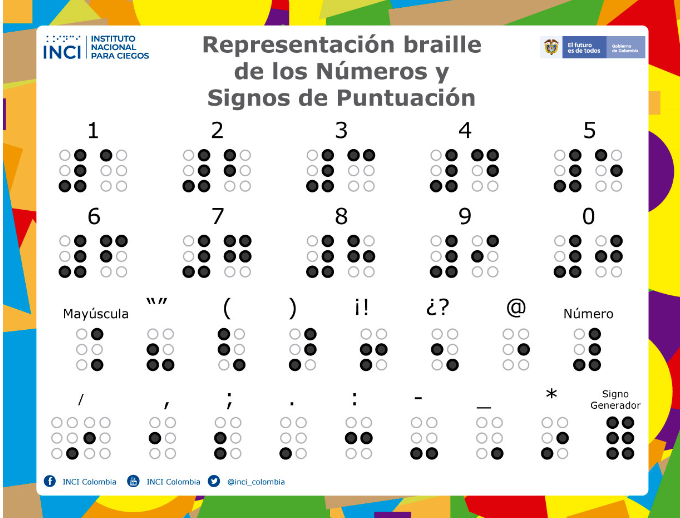 INCI
INSTITUTO
NACIONAL
PARA CIEGOS
Representación braille
de los Números y
Signos de Puntuación
El futuro
es de todos
Gobierno
de Colombia
1 2 3 4 5
6 7 8 9 0
Mayúscula “” ( ) ¡! ¿? @ Número
/ , ; . : - _ * Signo
Generador
INCI Colombia INCI Colombia @inci_colombia